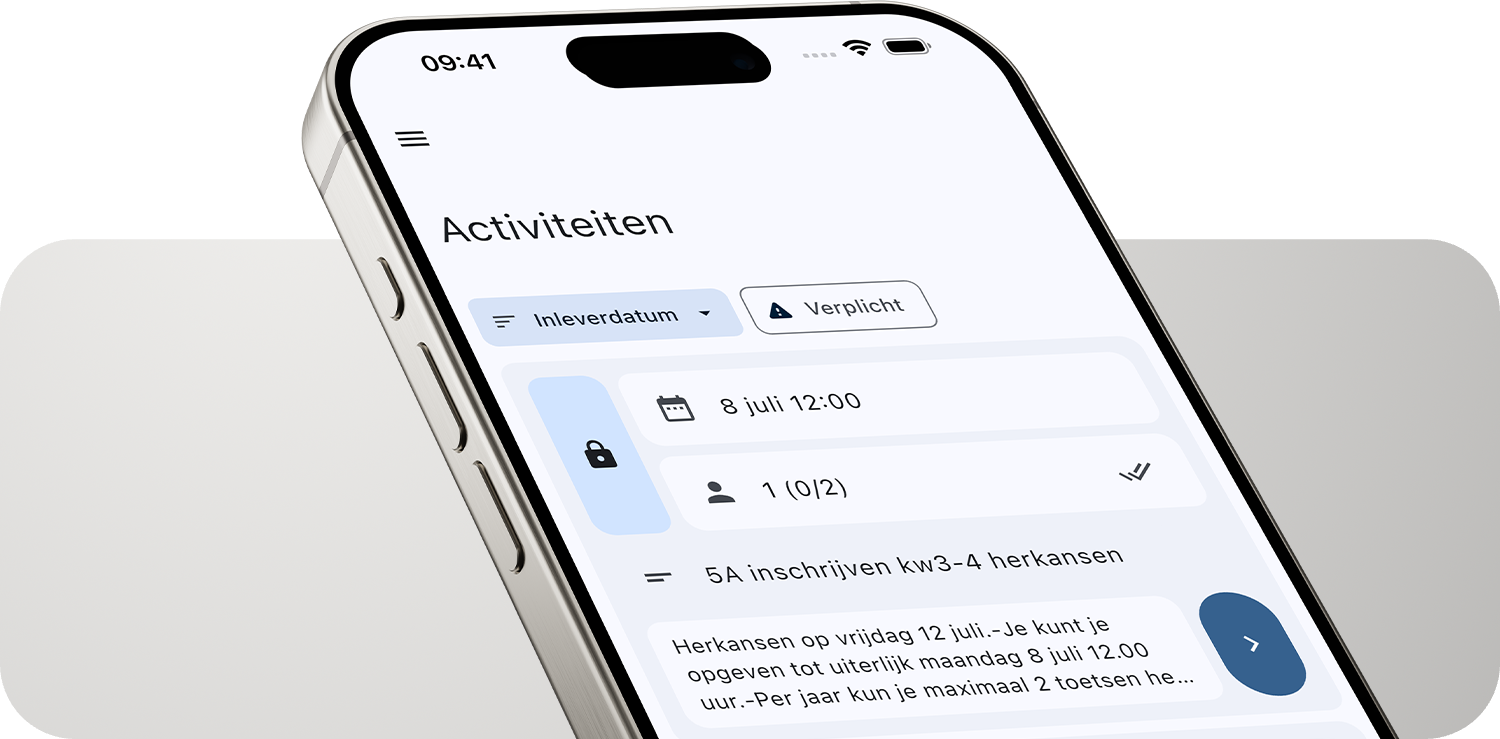 09:41
Activiteiten
Inleverdatum
Verplicht
8 juli 12:00
1 (0/2)
5A inschrijven kw3-4 herkansen
Herkansen op vrijdag 12 juli.-Je kunt je
opgeven tot uiterlijk maandag 8 juli 12.00
uur.-Per jaar kun je maximaal 2 toetsen he...